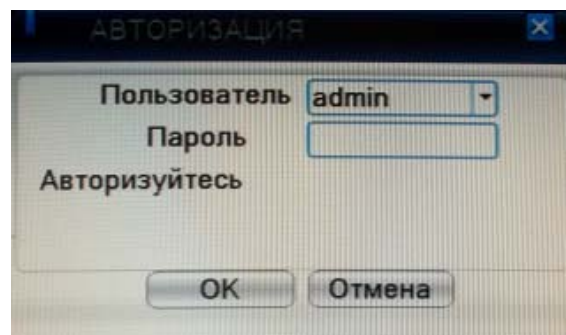 АВТОРИЗАЦИЯ
Пользователь admin
Пароль
Авторизуйтесь
OK Отмена